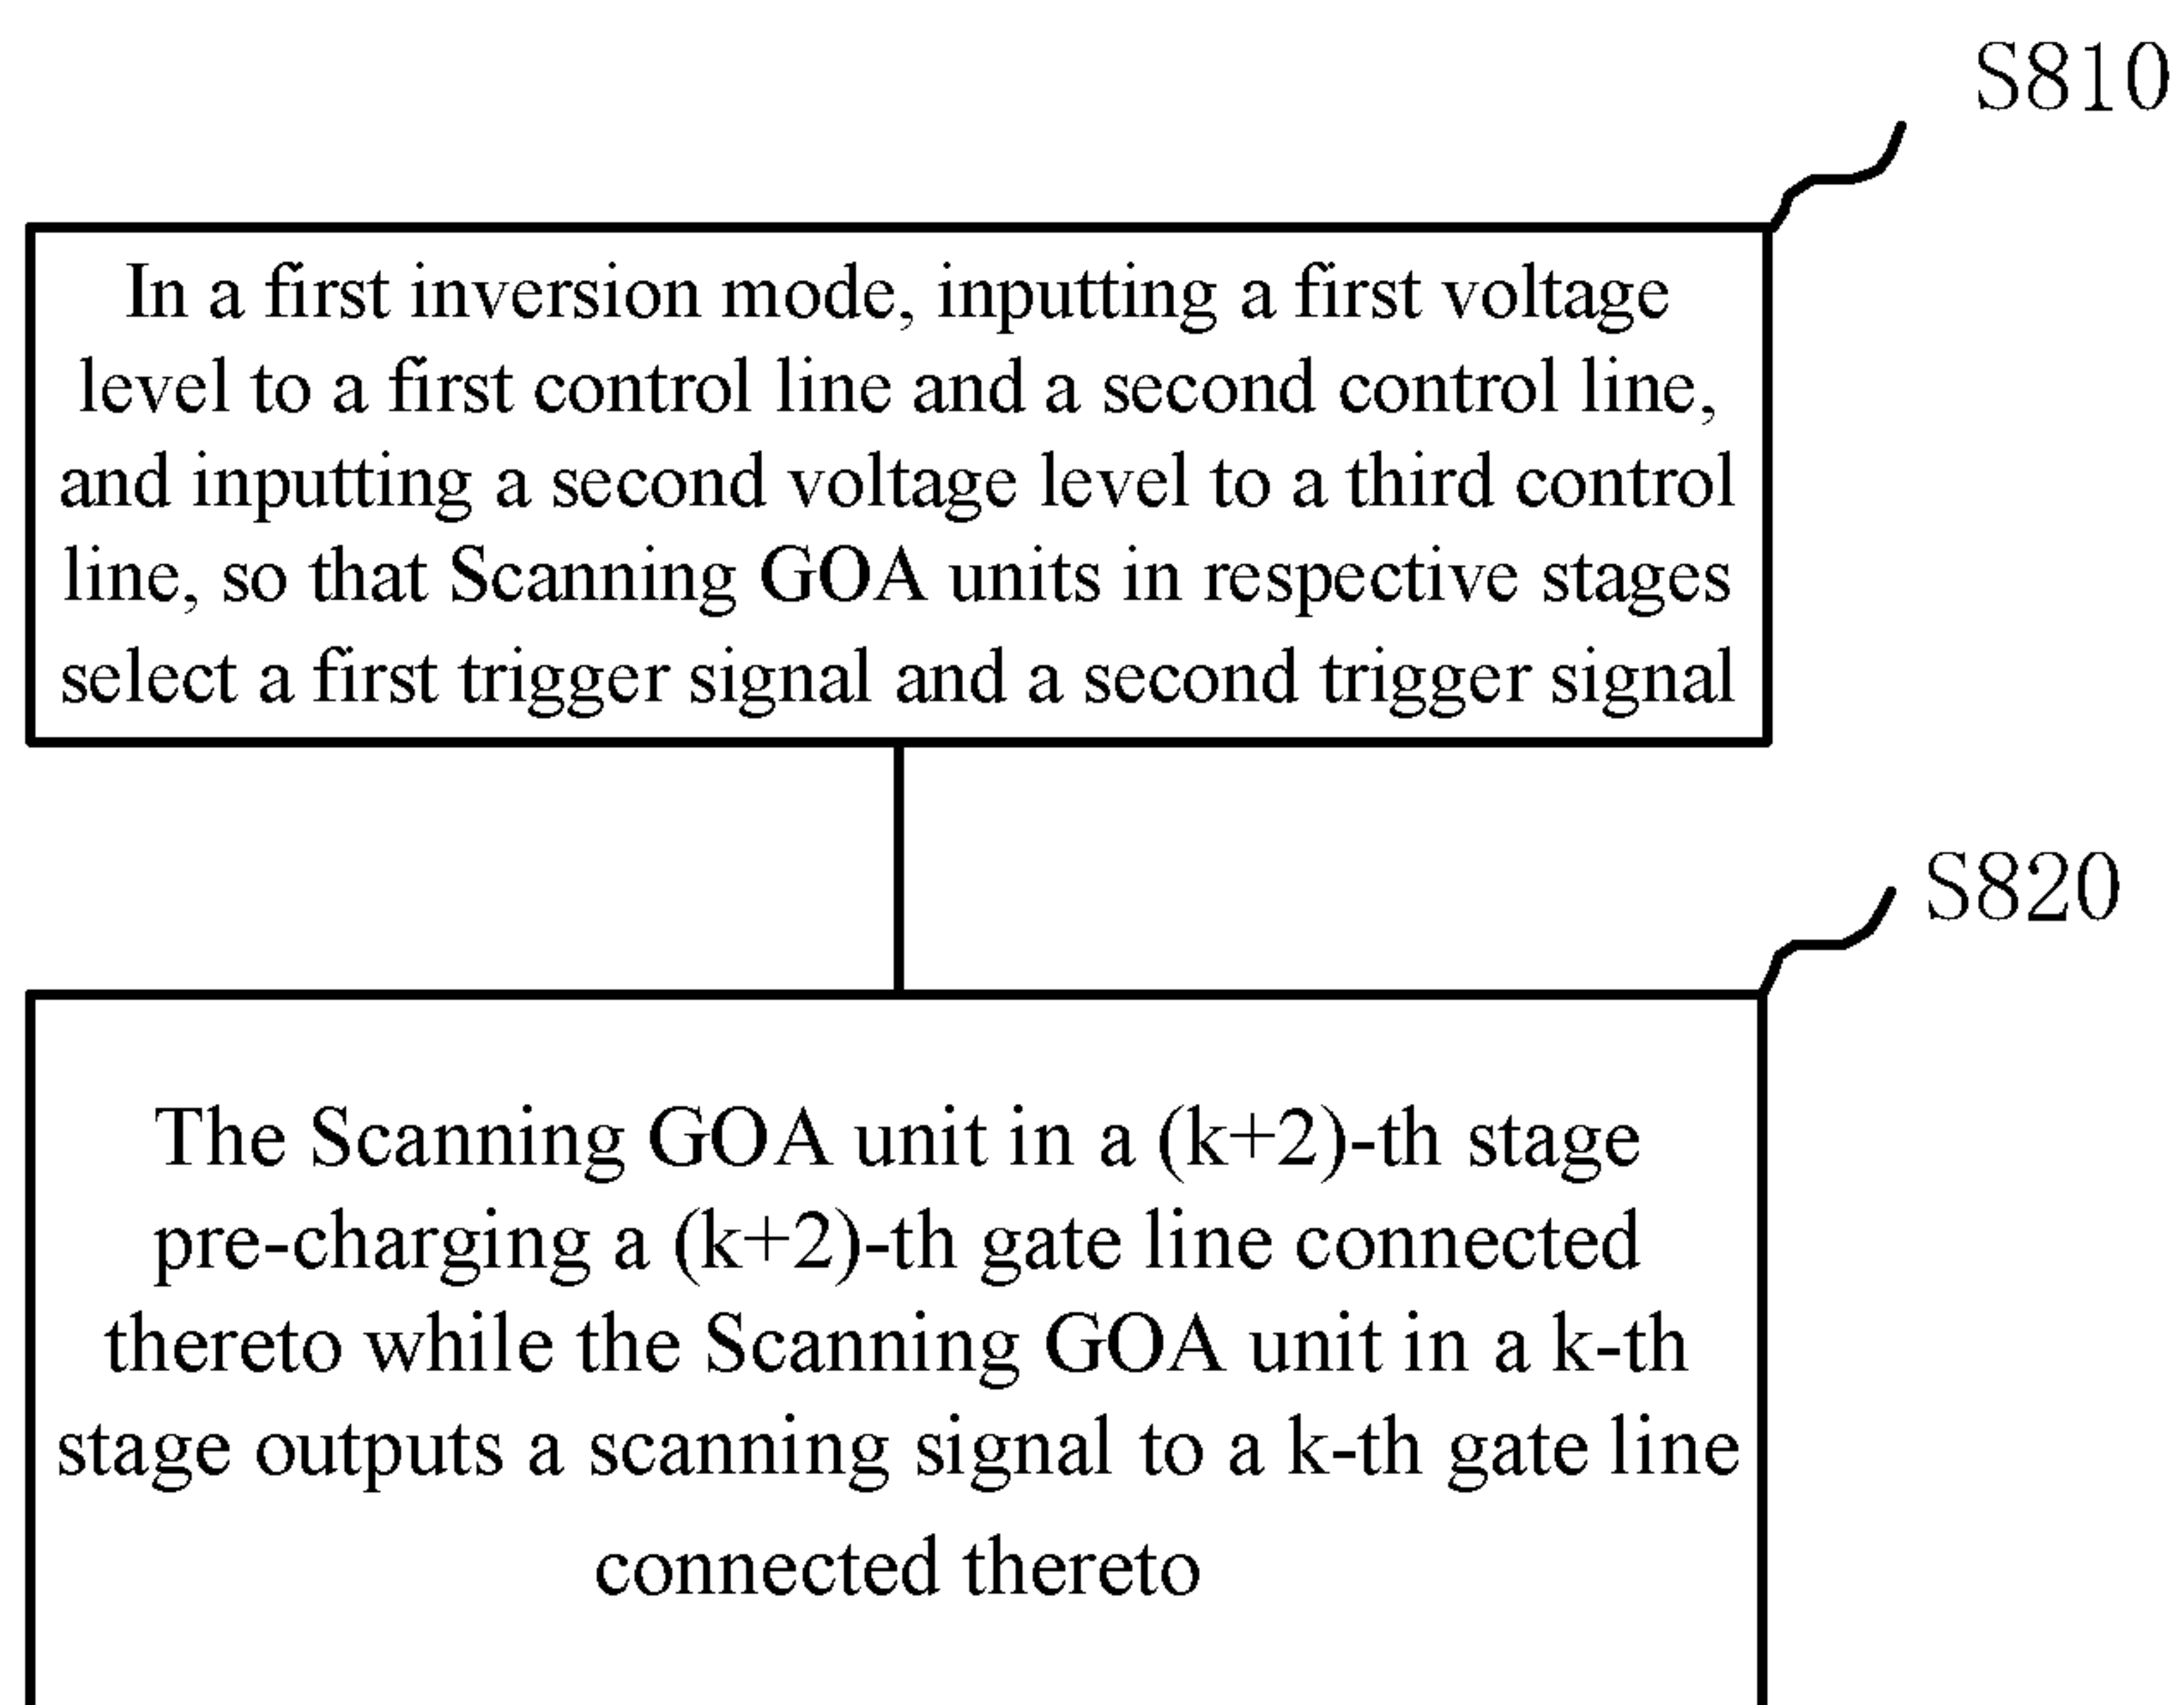 S810
In a first inversion mode, inputting a first voltage
level to a first control line and a second control line,
and inputting a second voltage level to a third control
line, so that Scanning GOA units in respective stages
select a first trigger signal and a second trigger signal
S820
The Scanning GOA unit in a (k+2)-th stage
pre-charging a (k+2)-th gate line connected
thereto while the Scanning GOA unit in a k-th
stage outputs a scanning signal to a k-th gate line
connected thereto